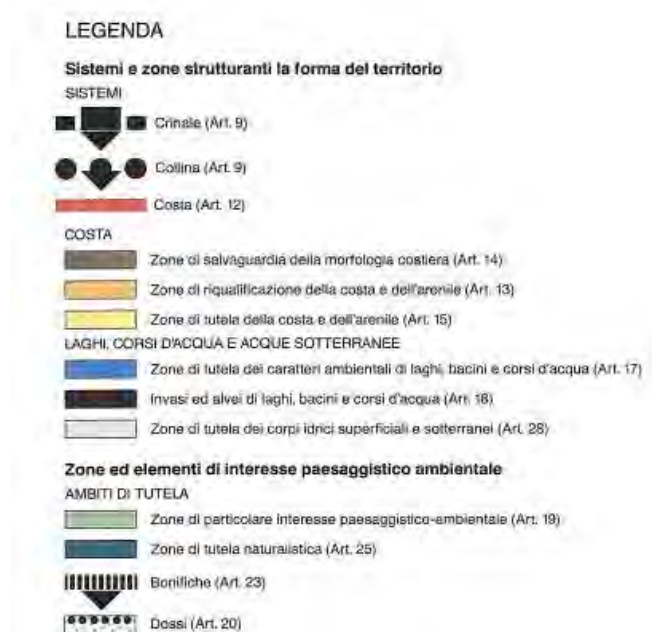 LEGENDA
Sistemi e zone strutturanti la forma del territorio
SISTEMI
Crinale (Art. 9)
Collina (Art. 9)
Costa (Art. 12)
COSTA
Zone di salvaguardia della morfologia costiera (Art. 14)
Zone di riqualificazione della costa e dell'arenile (Art. 13)
Zone di tutela della costa e dell'arenile (Art. 15)
LAGHI, CORSI D'ACQUA E ACQUE SOTTERRANEE
Zone di tutela dei caratteri ambientali di laghi, bacini e corsi d'acqua (Art. 17)
Invasi ed alvei di laghi, bacini e corsi d'acqua (Art. 18)
Zone di tutela dei corpi idrici superficiali e sotterranei (Art. 28)
Zone ed elementi di interesse paesaggistico ambientale
AMBITI DI TUTELA
Zone di particolare interesse paesaggistico-ambientale (Art. 19)
Zone di tutela naturalistica (Art. 25)
Bonifiche (Art. 23)
Dossi (Art. 20)